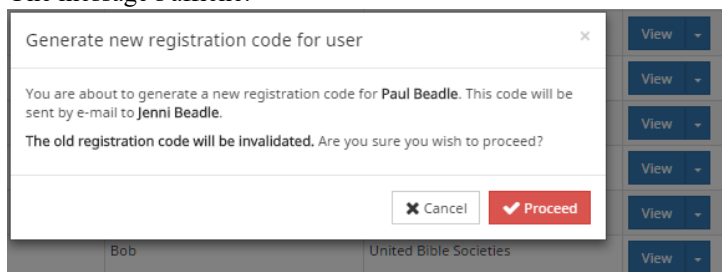 Generate new registration code for user ×
View
View
You are about to generate a new registration code for Paul Beadle. This code will be
sent by e-mail to Jenni Beadle.
View
The old registration code will be invalidated. Are you sure you wish to proceed?
View
Cancel Proceed
View
Bob United Bible Societies View